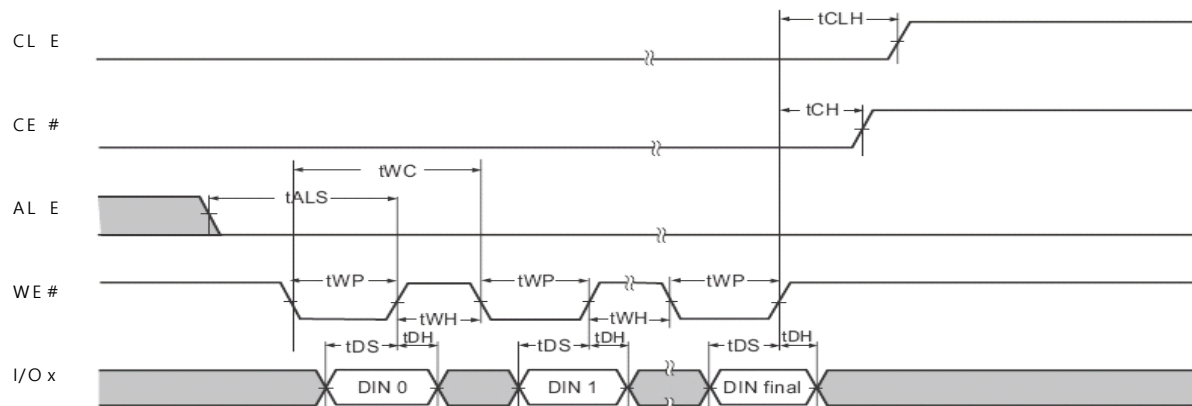 CL E
tCLH
CE #
tCH
tWC
AL E
tALS
WE #
tWP tWP tWP
tWH tWH
tDS tDH tDS tDH tDS tDH
I/O x
DIN 0 DIN 1 DIN final